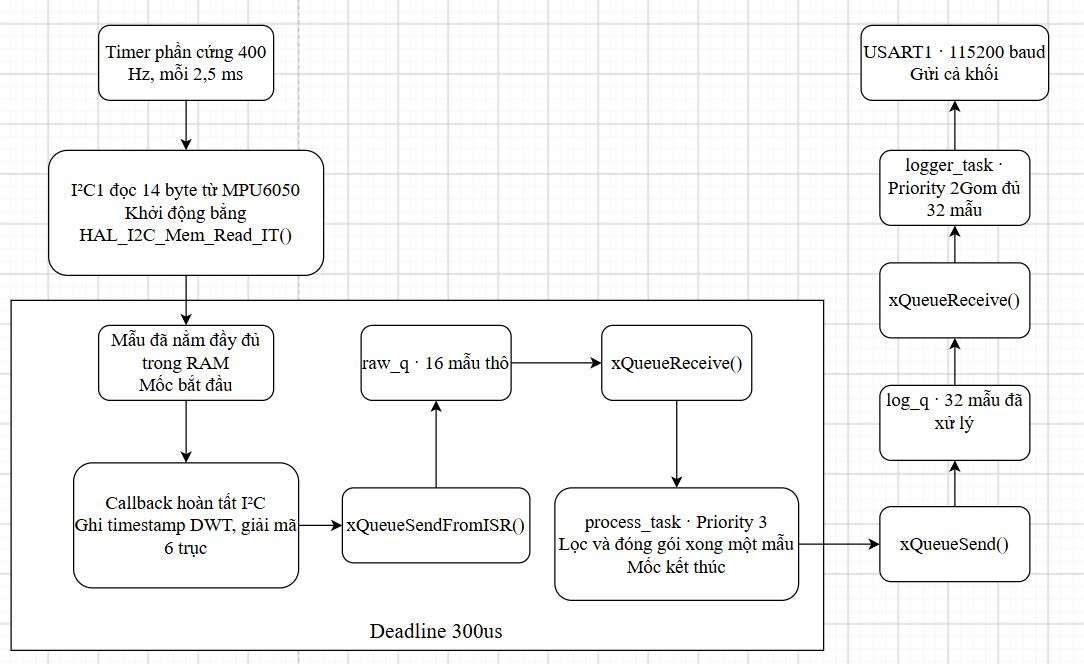 Timer phần cứng 400
Hz, mỗi 2,5 ms
I²C1 đọc 14 byte từ MPU6050
Khởi động bằng
HAL_I2C_Mem_Read_IT()
Mẫu đã nằm đầy đủ
trong RAM
Mốc bắt đầu
Callback hoàn tất I²C
Ghi timestamp DWT, giải mã
6 trục
xQueueSendFromISR()
raw_q · 16 mẫu thô
xQueueReceive()
process_task · Priority 3
Lọc và đóng gói xong một mẫu
Mốc kết thúc
Deadline 300us
xQueueSend()
log_q · 32 mẫu đã
xử lý
xQueueReceive()
logger_task ·
Priority 2Gom đủ
32 mẫu
USART1 · 115200 baud
Gửi cả khối